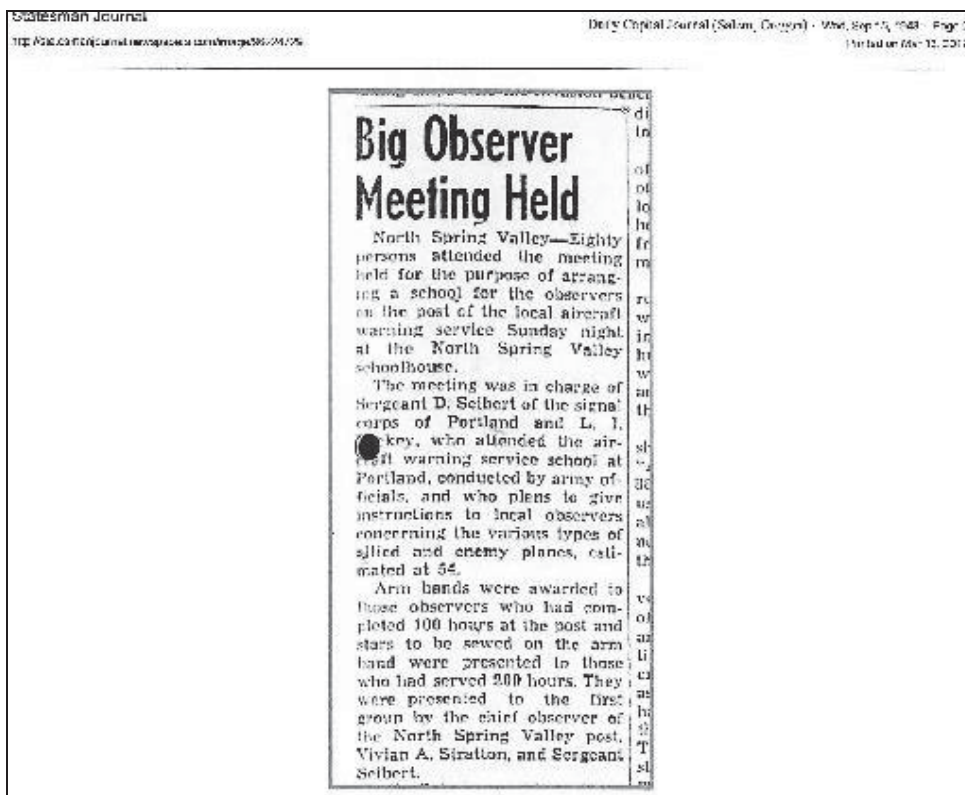 Statesman Journal
Daily Capital Journal (Salem, Oregon) · Wed, Sep 15, 1943 · Page
Printed on Mar 13,
Big Observer
Meeting Held
North Spring Valley—Eighty
persons attended the meeting
held for the purpose of arrang-
ing a school for the observers
on the post of the local aircraft
warning service Sunday night
at the North Spring Valley
schoolhouse.
The meeting was in charge of
Sergeant D. Seibert of the signal
corps of Portland and L. I.
key, who attended the air-
craft warning service school at
Portland, conducted by army of-
ficials, and who plans to give
instructions to local observers
concerning the various types of
allied and enemy planes, esti-
mated at 54.
Arm bands were awarded to
those observers who had com-
pleted 100 hours at the post and
stars to be sewed on the arm
band were presented to those
who had served 200 hours. They
were presented to the first
group by the chief observer of
the North Spring Valley post,
Vivian A. Stratton, and Sergeant
Seibert.